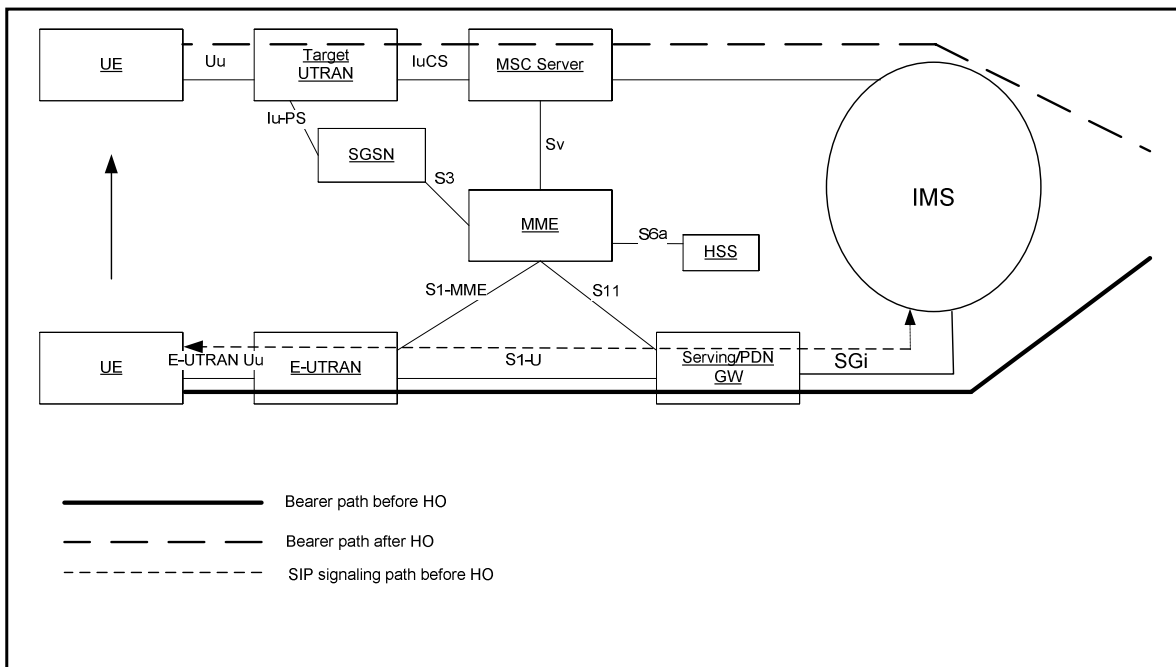 UE
Uu
Target
UTRAN
IuCS
MSC Server
Iu-PS
SGSN
S3
Sv
MME
S6a
HSS
IMS
S1-MME
S11
UE
E-UTRAN Uu
E-UTRAN
S1-U
Serving/PDN
GW
SGi
Bearer path before HO
Bearer path after HO
SIP signaling path before HO